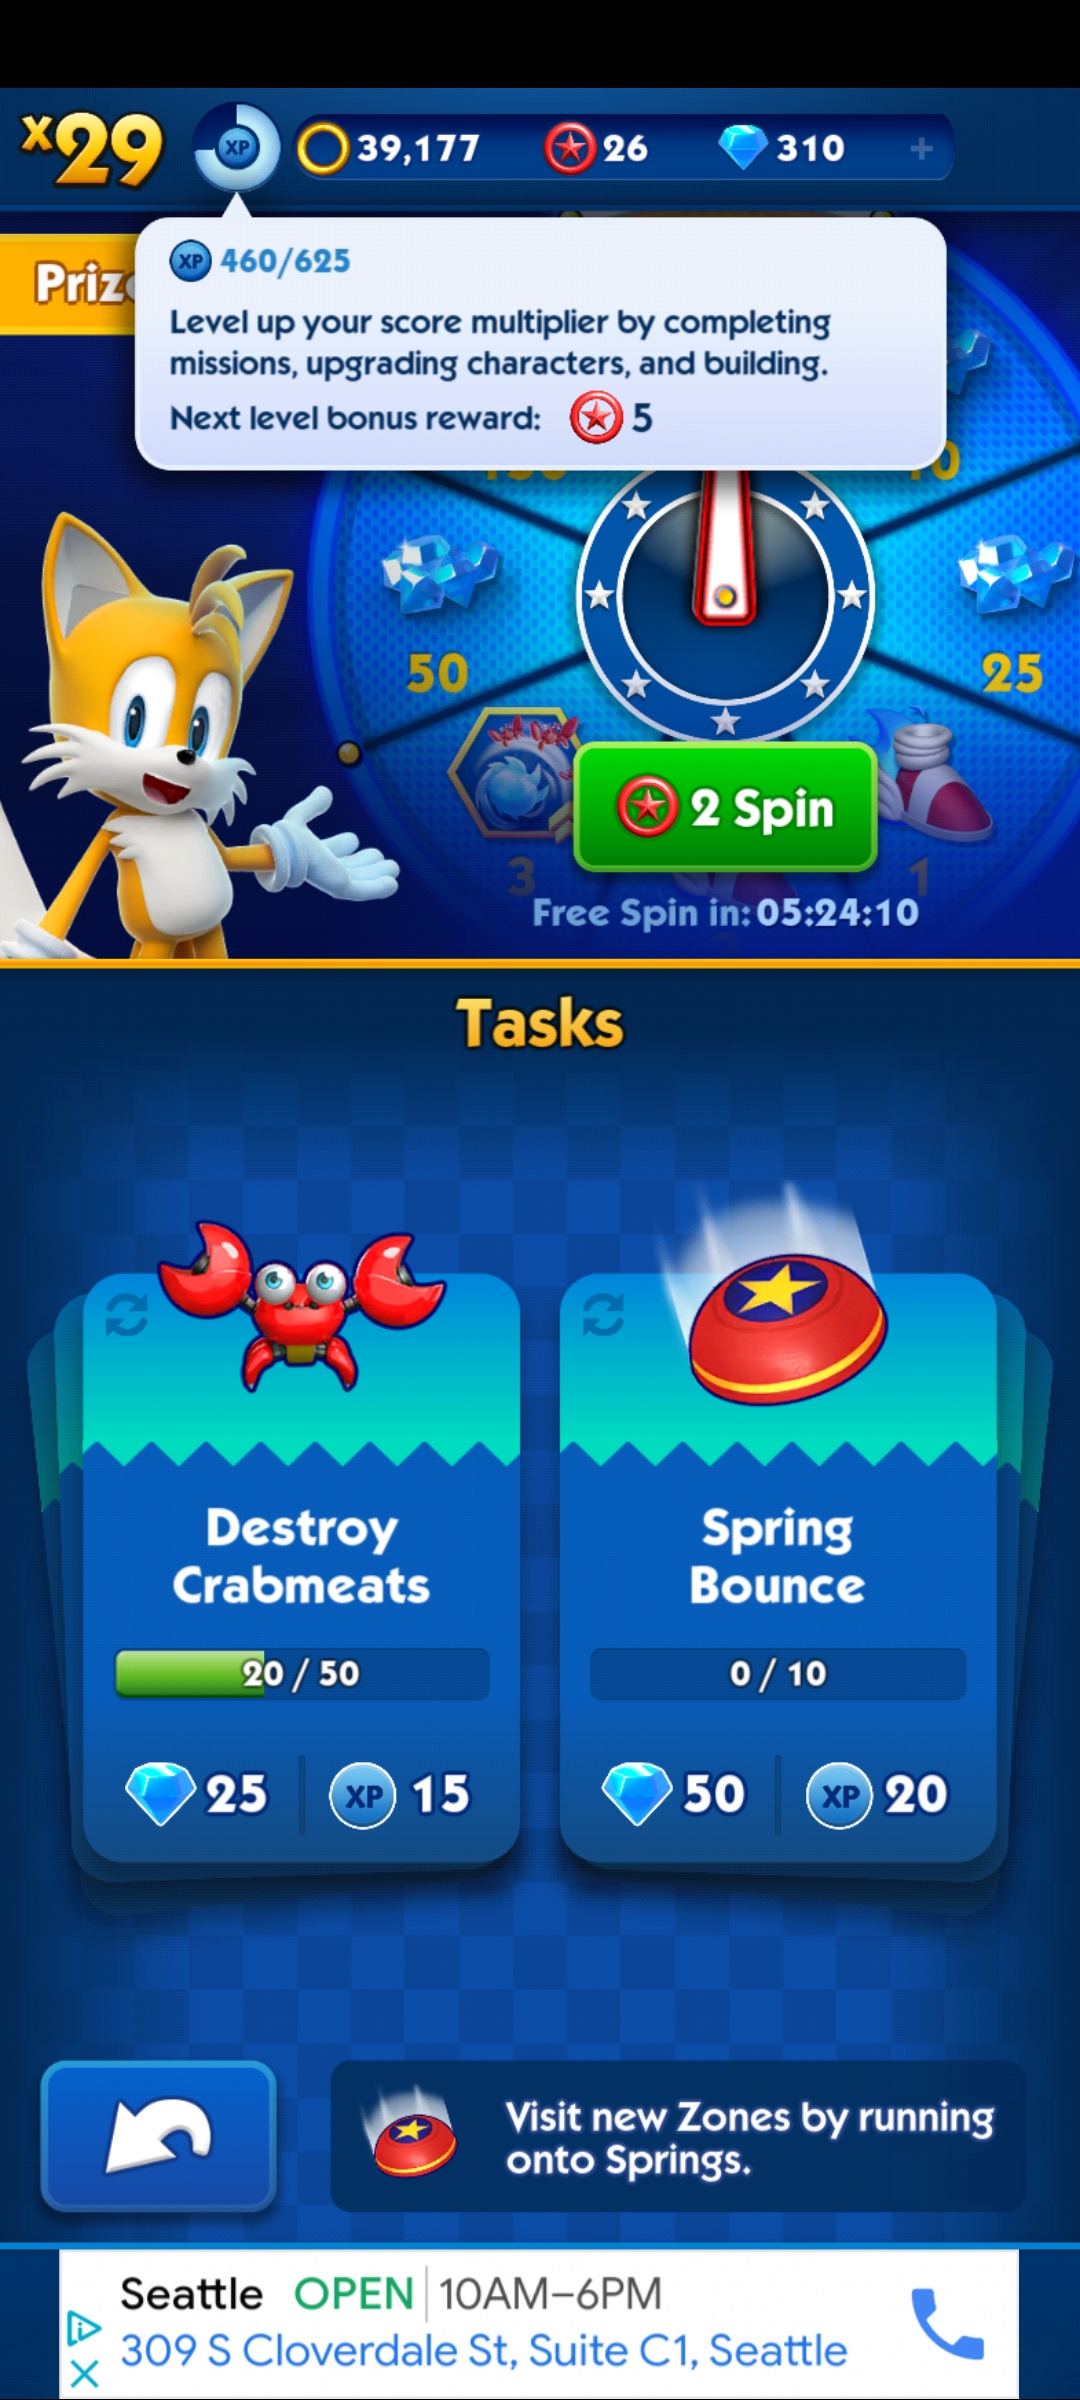 x29
XP
39,177
26
310
+
XP 460/625
Level up your score multiplier by completing
missions, upgrading characters, and building.
Next level bonus reward: 5
50
25
3
1
2 Spin
Free Spin in: 05:24:10
Tasks
Destroy
Crabmeats
20 / 50
25
XP 15
Spring
Bounce
0 / 10
50
XP 20
Visit new Zones by running
onto Springs.
Seattle OPEN 10AM–6PM
309 S Cloverdale St, Suite C1, Seattle